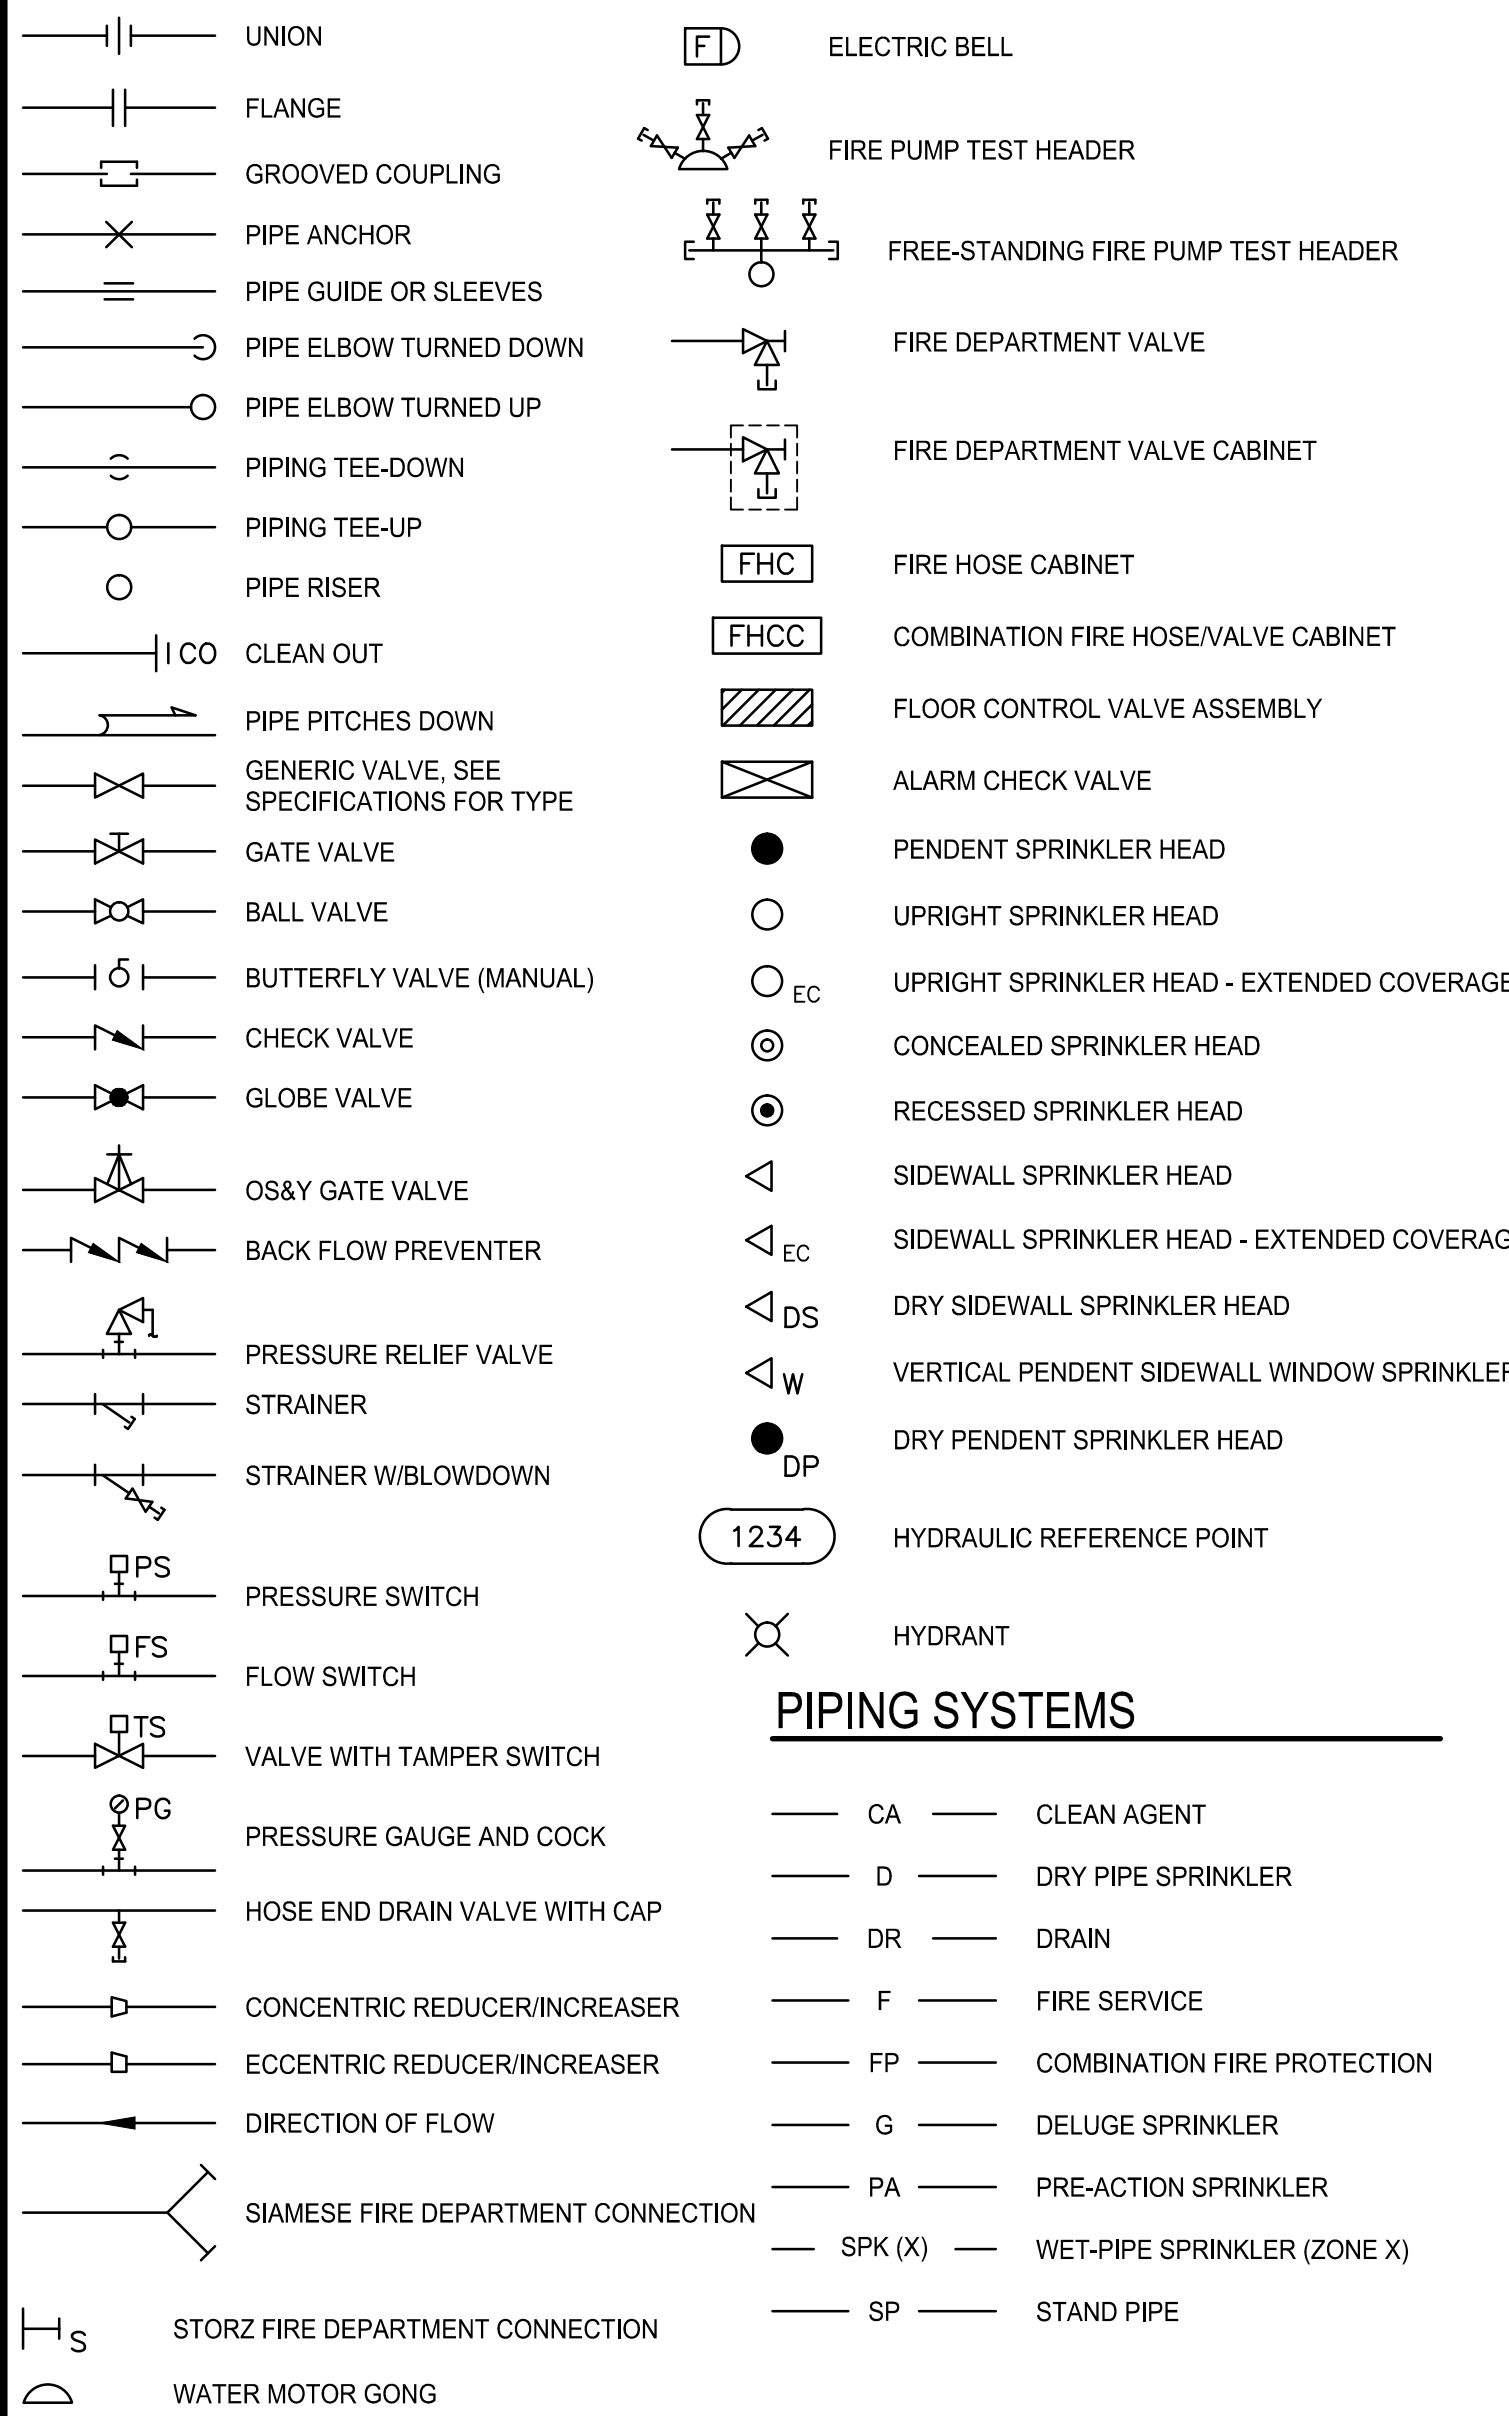 UNION
FLANGE
GROOVED COUPLING
PIPE ANCHOR
PIPE GUIDE OR SLEEVES
PIPE ELBOW TURNED DOWN
PIPE ELBOW TURNED UP
PIPING TEE-DOWN
PIPING TEE-UP
PIPE RISER
CO CLEAN OUT
PIPE PITCHES DOWN
GENERIC VALVE, SEE
SPECIFICATIONS FOR TYPE
GATE VALVE
BALL VALVE
BUTTERFLY VALVE (MANUAL)
CHECK VALVE
GLOBE VALVE
OS&Y GATE VALVE
BACK FLOW PREVENTER
PRESSURE RELIEF VALVE
STRAINER
STRAINER W/BLOWDOWN
PS
PRESSURE SWITCH
FS
FLOW SWITCH
TS
VALVE WITH TAMPER SWITCH
PG
PRESSURE GAUGE AND COCK
HOSE END DRAIN VALVE WITH CAP
CONCENTRIC REDUCER/INCREASER
ECCENTRIC REDUCER/INCREASER
DIRECTION OF FLOW
SIAMESE FIRE DEPARTMENT CONNECTION
S STORZ FIRE DEPARTMENT CONNECTION
WATER MOTOR GONG
F ELECTRIC BELL
FIRE PUMP TEST HEADER
FREE-STANDING FIRE PUMP TEST HEADER
FIRE DEPARTMENT VALVE
FIRE DEPARTMENT VALVE CABINET
FHC FIRE HOSE CABINET
FHCC COMBINATION FIRE HOSE/VALVE CABINET
FLOOR CONTROL VALVE ASSEMBLY
ALARM CHECK VALVE
PENDENT SPRINKLER HEAD
UPRIGHT SPRINKLER HEAD
EC UPRIGHT SPRINKLER HEAD - EXTENDED COVERAGE
CONCEALED SPRINKLER HEAD
RECESSED SPRINKLER HEAD
SIDEWALL SPRINKLER HEAD
EC SIDEWALL SPRINKLER HEAD - EXTENDED COVERAG
DS DRY SIDEWALL SPRINKLER HEAD
W VERTICAL PENDENT SIDEWALL WINDOW SPRINKLER
DP DRY PENDENT SPRINKLER HEAD
1234 HYDRAULIC REFERENCE POINT
HYDRANT
PIPING SYSTEMS
CA CLEAN AGENT
D DRY PIPE SPRINKLER
DR DRAIN
F FIRE SERVICE
FP COMBINATION FIRE PROTECTION
G DELUGE SPRINKLER
PA PRE-ACTION SPRINKLER
SPK (X) WET-PIPE SPRINKLER (ZONE X)
SP STAND PIPE